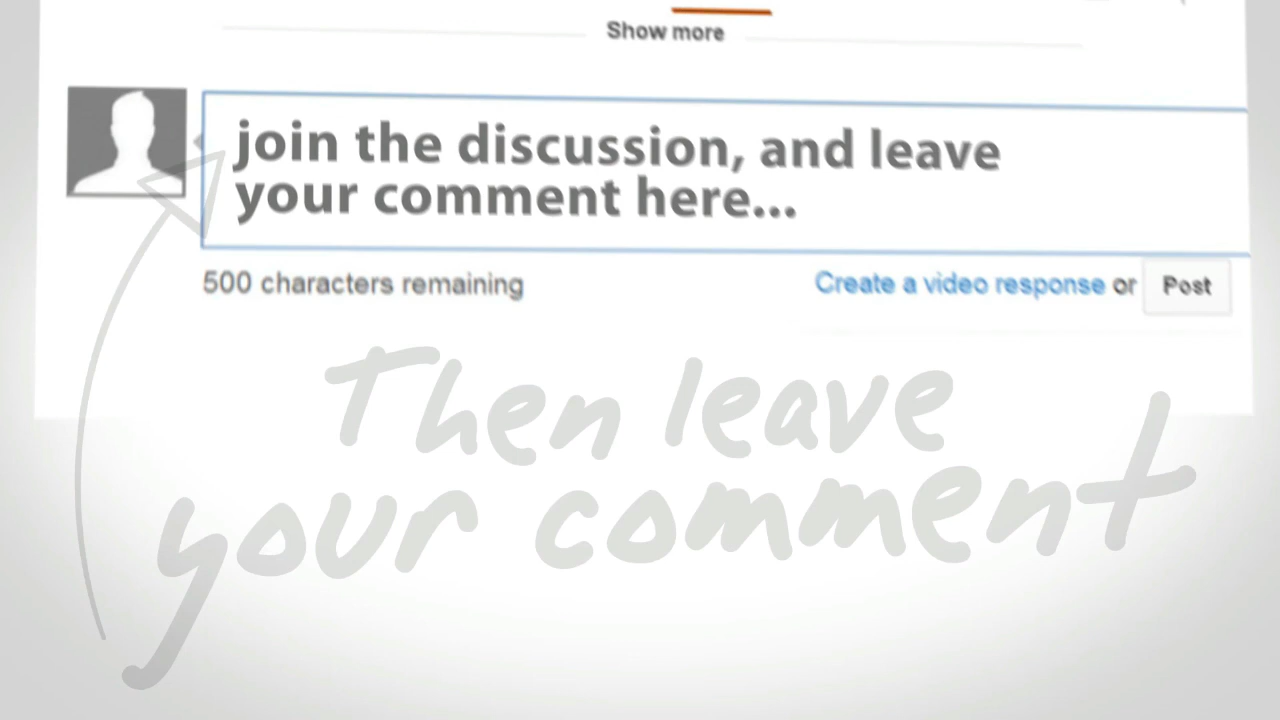 Show more
join the discussion, and leave
your comment here...
500 characters remaining
Create a video response or Post
Then leave
your comment